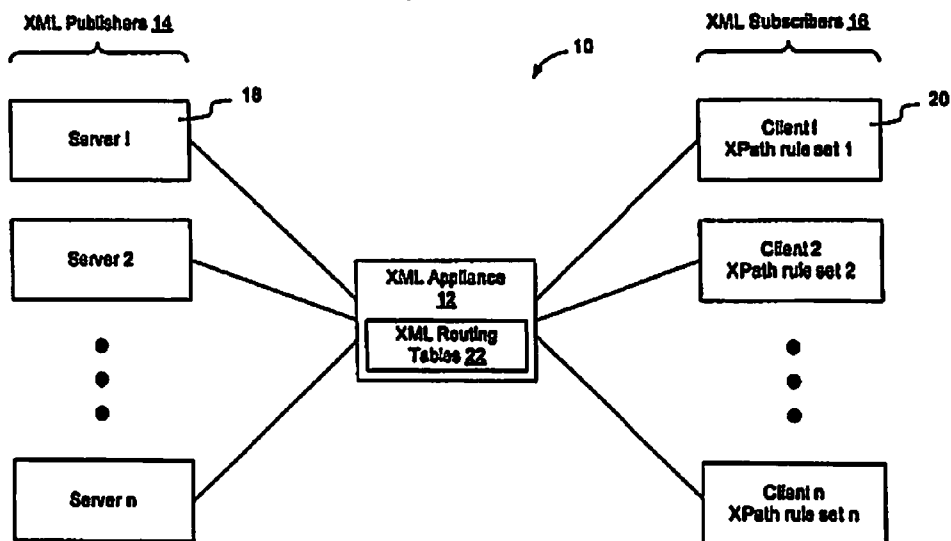 XML Publishers 14
XML Subscribers 16
10
18
20
Server 1
Client 1
XPath rule set 1
Server 2
Client 2
XPath rule set 2
XML Appliance
12
XML Routing
Tables 22
Server n
Client n
XPath rule set n